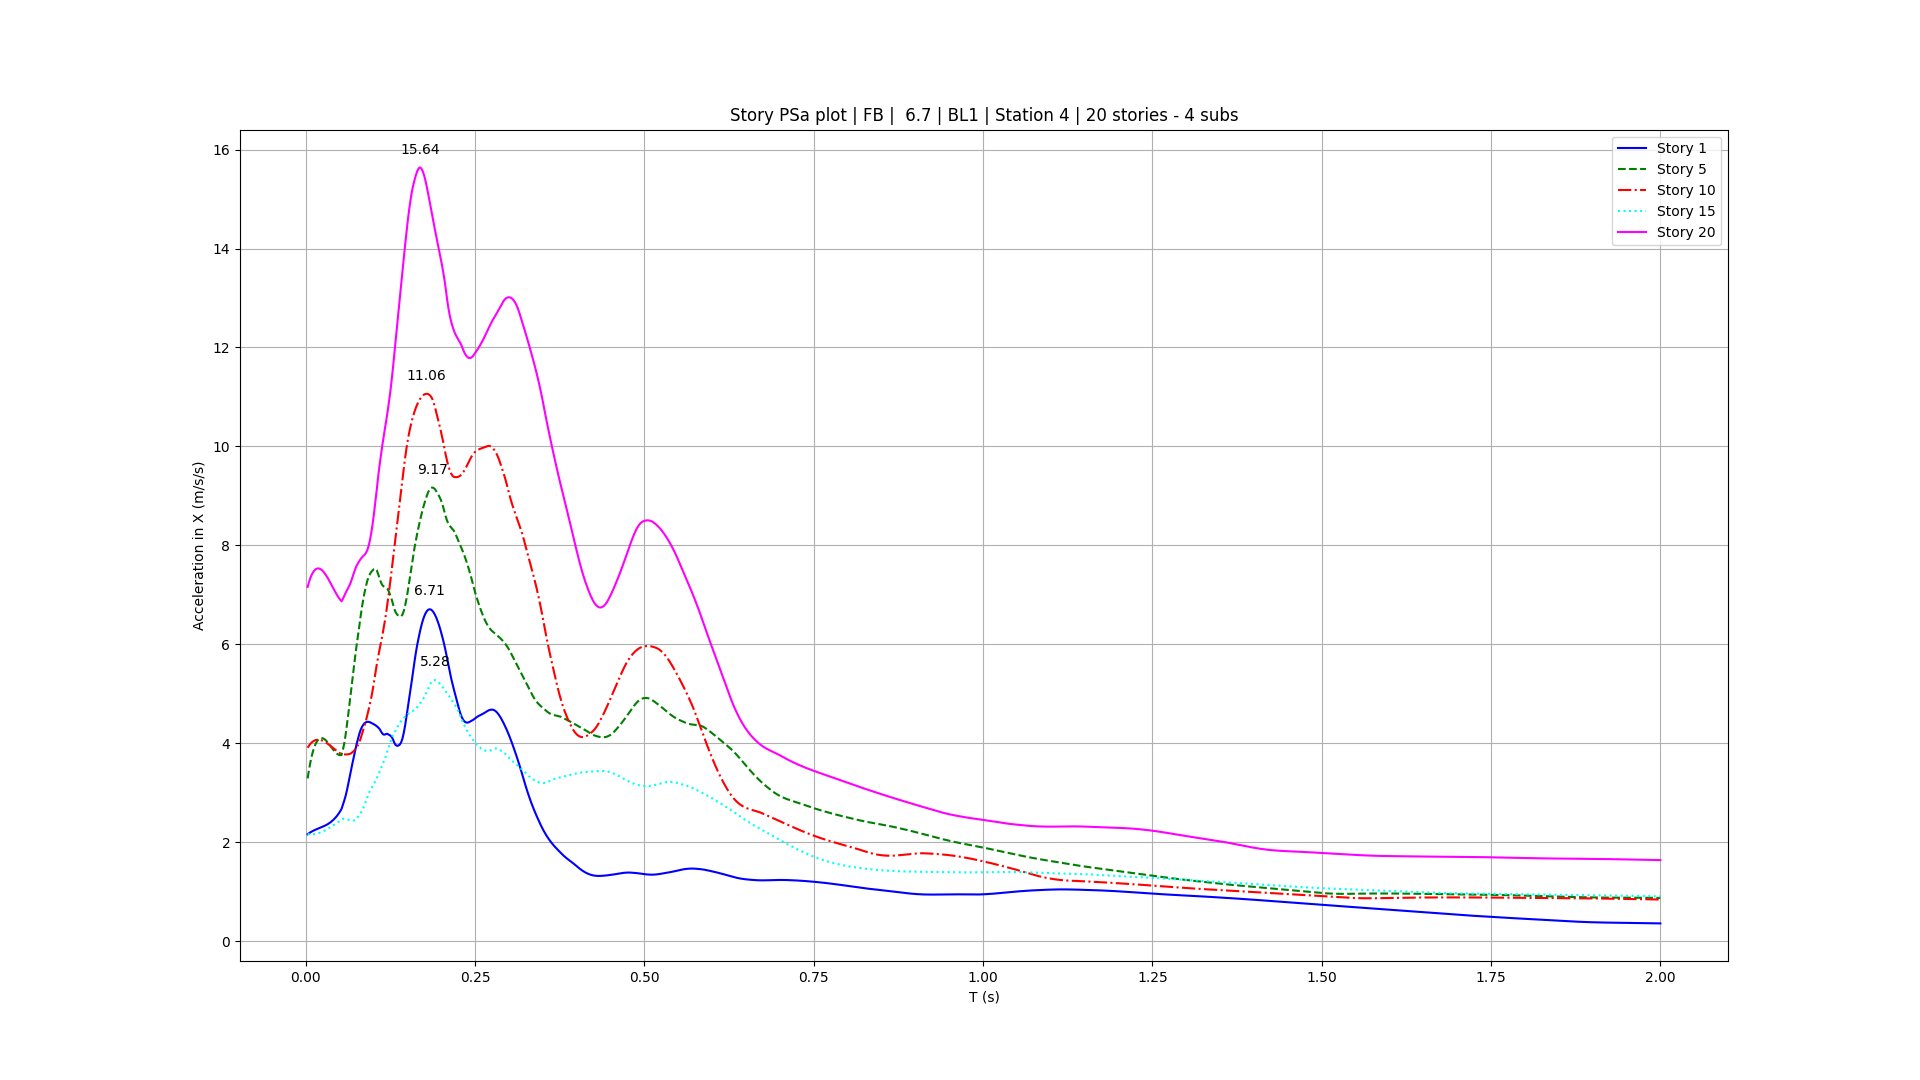 Story PSa plot | FB |  6.7 | BL1 | Station 4 | 20 stories - 4 subs
Acceleration in X (m/s/s)
16
14
12
10
8
6
4
2
0
15.64
11.06
9.17
6.71
5.28
Story 1
Story 5
Story 10
Story 15
Story 20
0.00 0.25 0.50 0.75 1.00 1.25 1.50 1.75 2.00
T (s)